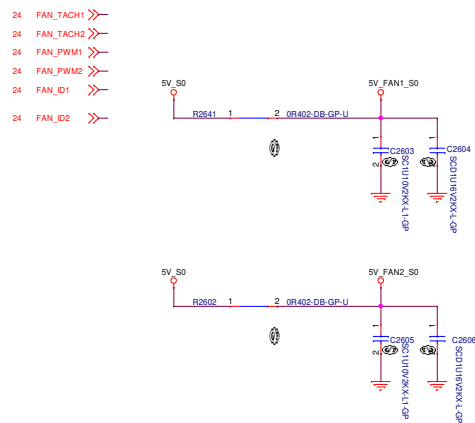 24 FAN_TACH1
24 FAN_TACH2
24 FAN_PWM1
24 FAN_PWM2
24 FAN_ID1
24 FAN_ID2
5V_S0
5V_FAN1_S0
R2641 1 2 0R402-DB-GP-U
1
C2603
2
SC1U10V2KX-L1-GP
1
C2604
2
SCD1U16V2KX-L-GP
5V_S0
5V_FAN2_S0
R2602 1 2 0R402-DB-GP-U
1
C2605
2
SC1U10V2KX-L1-GP
1
C2606
2
SCD1U16V2KX-L-GP